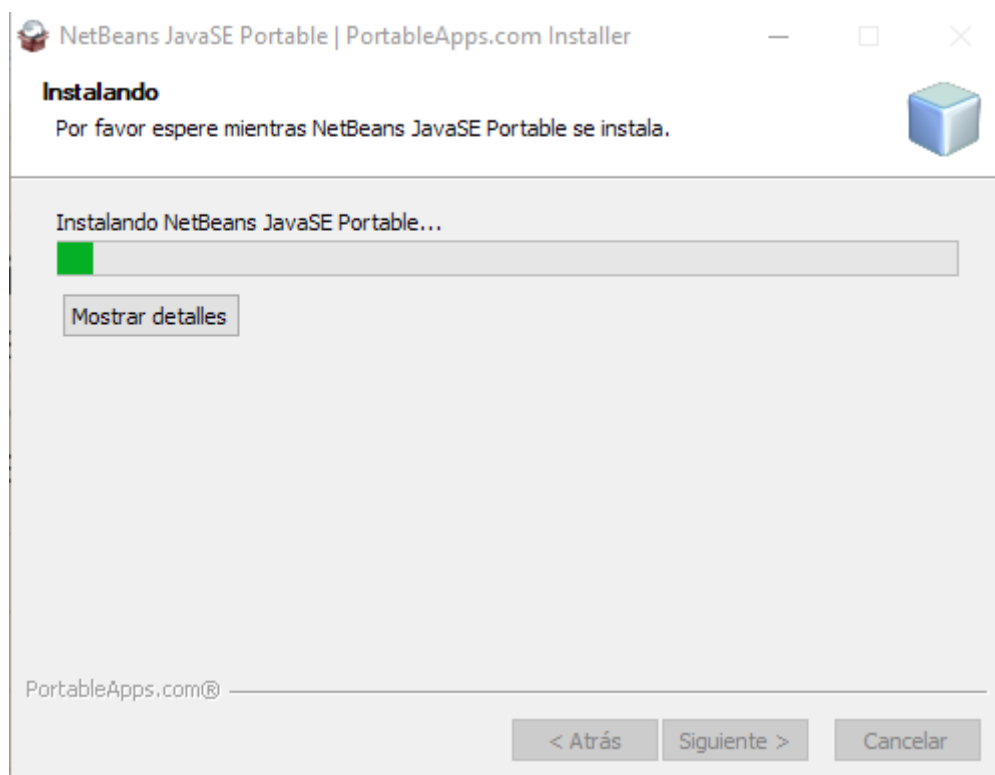 NetBeans JavaSE Portable | PortableApps.com Installer
Instalando
Por favor espere mientras NetBeans JavaSE Portable se instala.
Instalando NetBeans JavaSE Portable...
Mostrar detalles
PortableApps.com®
< Atrás
Siguiente >
Cancelar